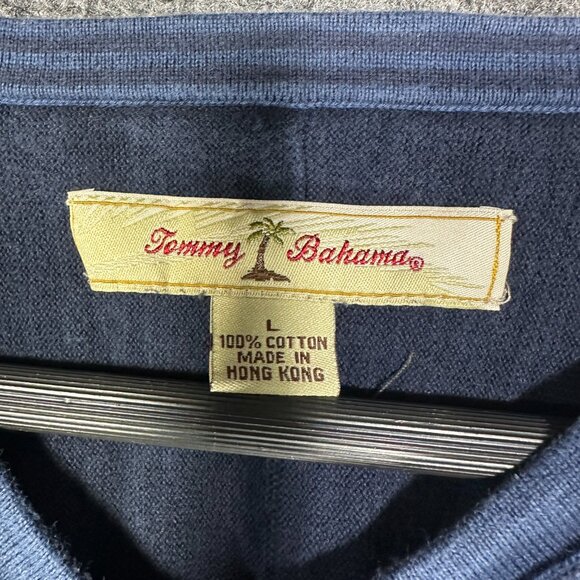 Tommy Bahama®
L
100% COTTON
MADE IN
HONG KONG